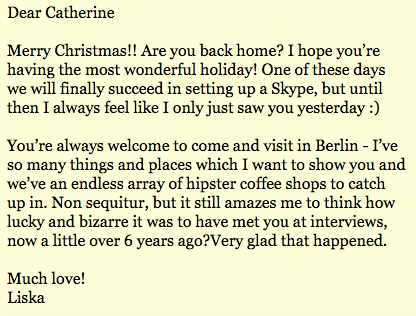 Dear Catherine
Merry Christmas!! Are you back home? I hope you're
having the most wonderful holiday! One of these days
we will finally succeed in setting up a Skype, but until
then I always feel like I only just saw you yesterday :)
You're always welcome to come and visit in Berlin - I've
so many things and places which I want to show you and
we've an endless array of hipster coffee shops to catch
up in. Non sequitur, but it still amazes me to think how
lucky and bizarre it was to have met you at interviews,
now a little over 6 years ago?Very glad that happened.
Much love!
Liska